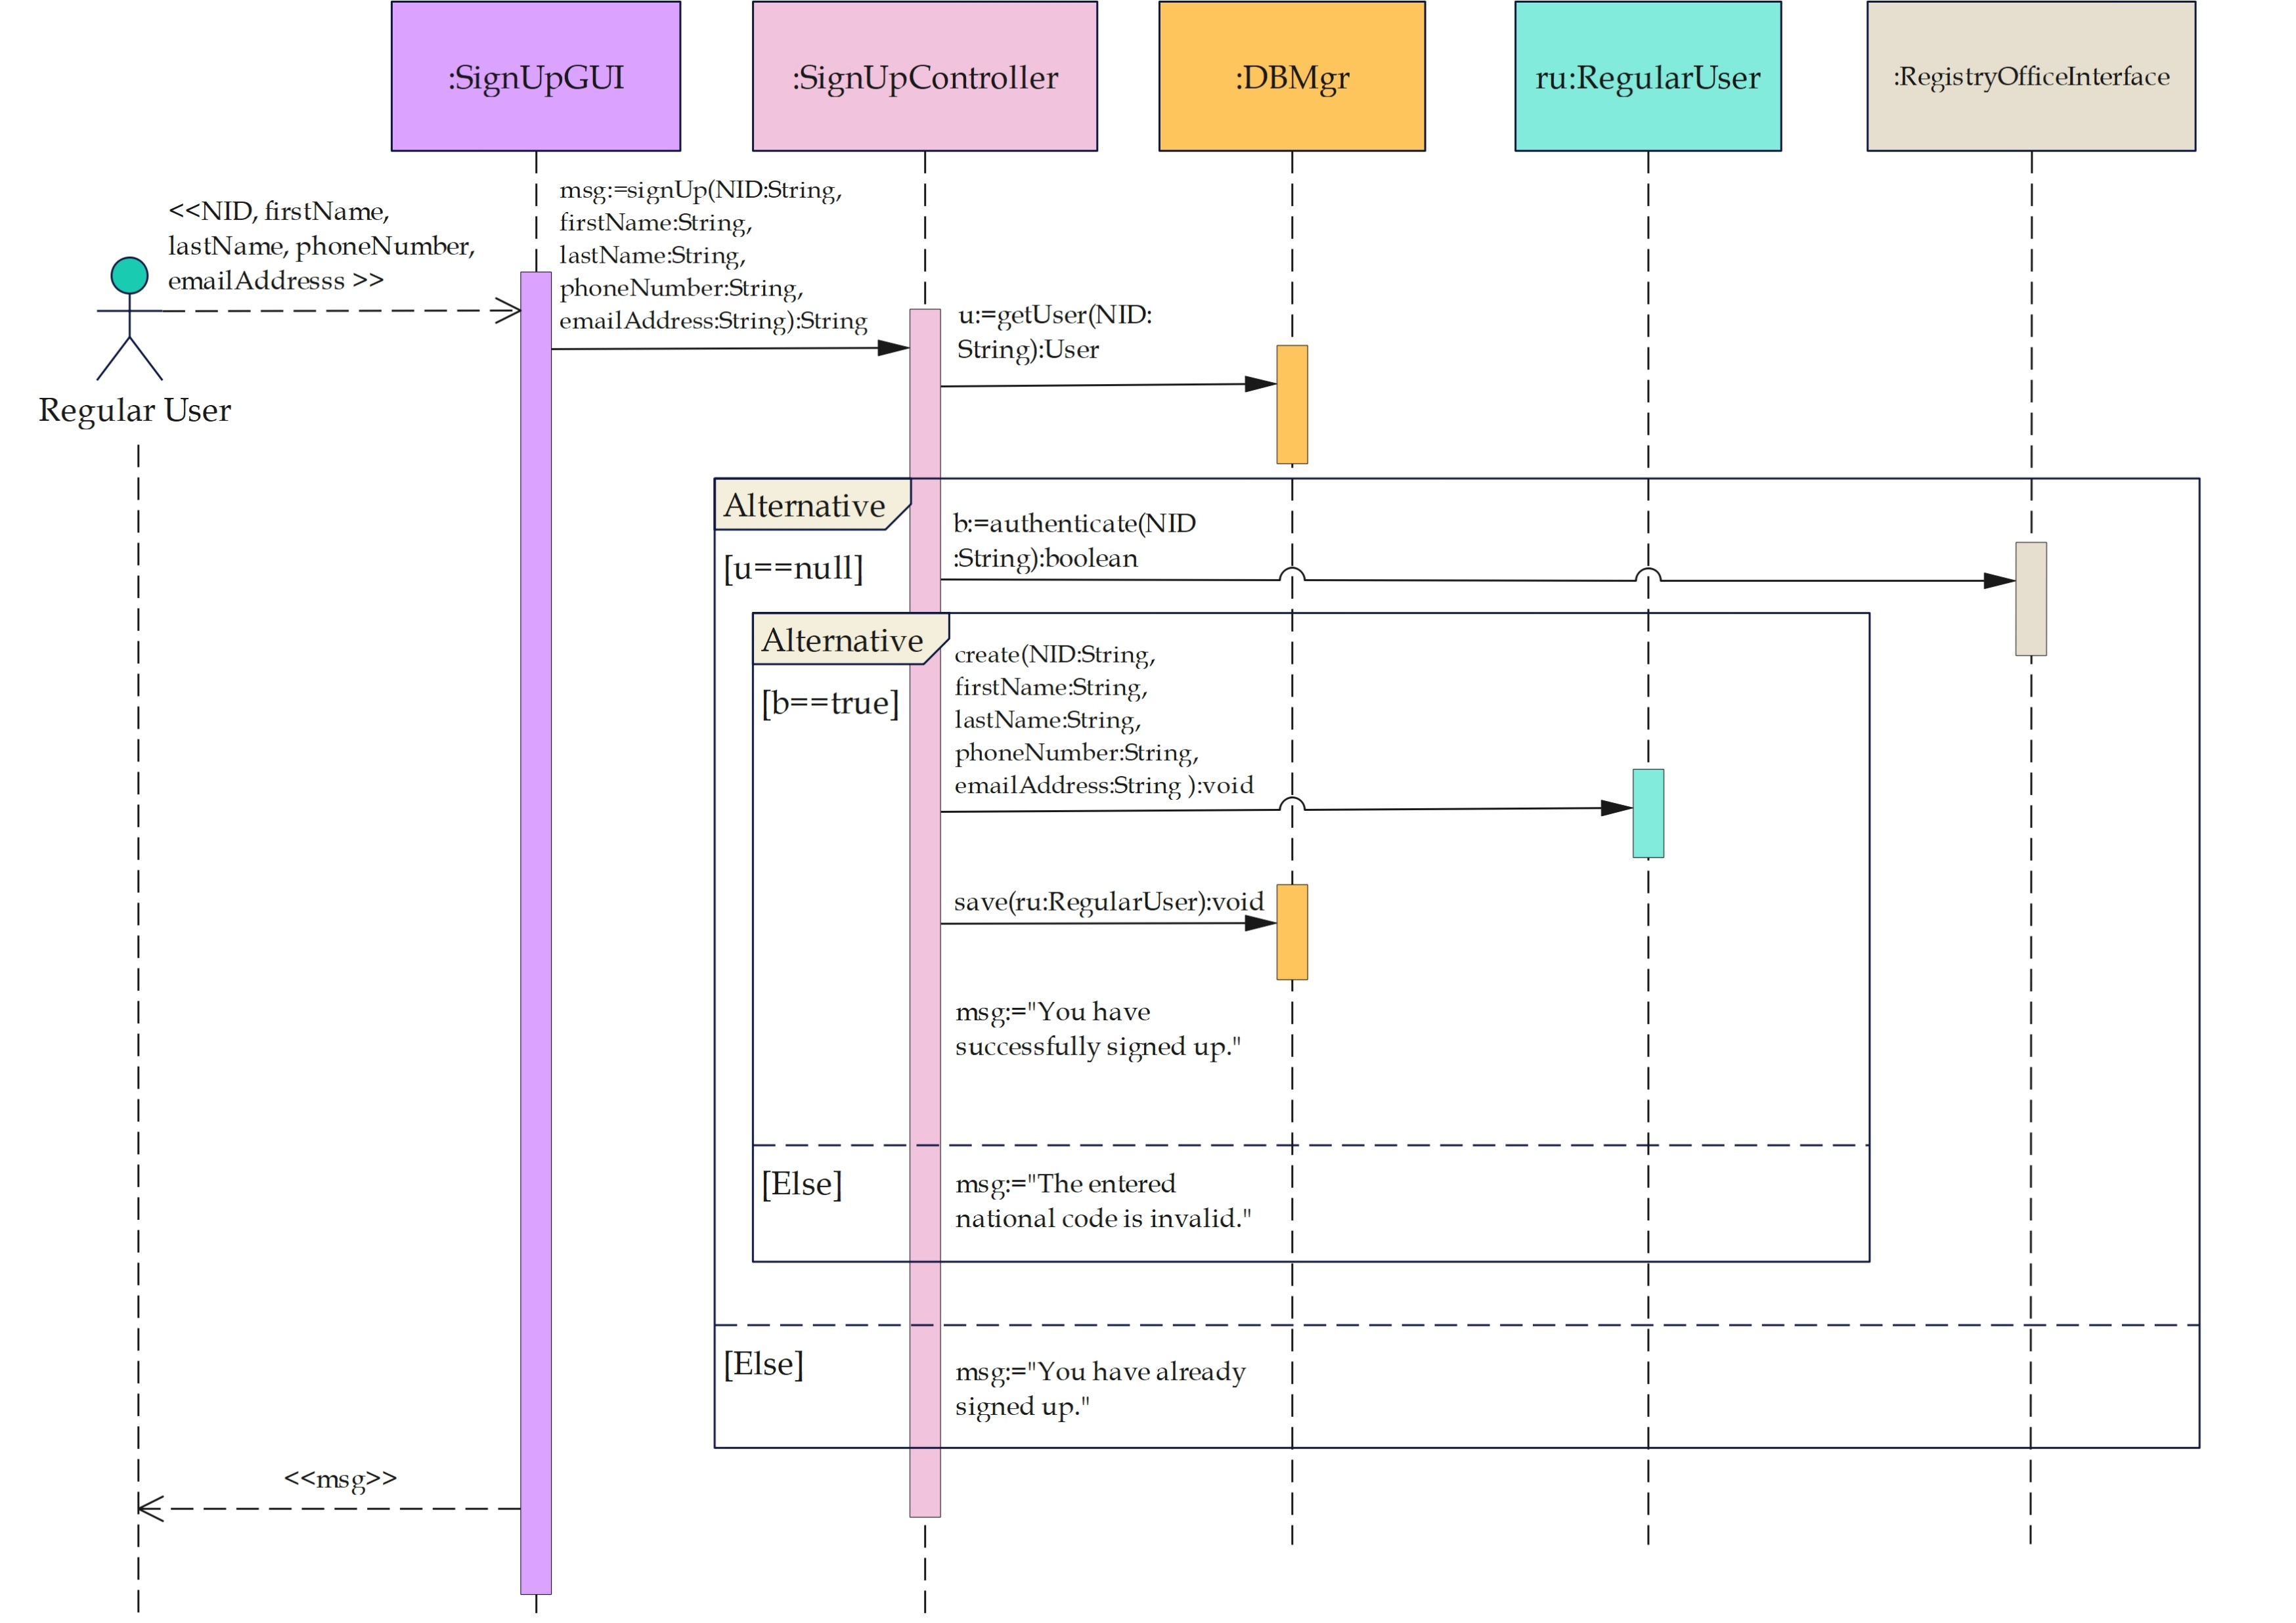 :SignUpGUI
:SignUpController
:DBMgr
ru:RegularUser
:RegistryOfficeInterface
<<NID, firstName,
lastName, phoneNumber,
emailAddresss >>
Regular User
msg:=signUp(NID:String,
firstName:String,
lastName:String,
phoneNumber:String,
emailAddress:String):String
u:=getUser(NID:
String):User
Alternative
[u==null]
b:=authenticate(NID
:String):boolean
Alternative
[b==true]
create(NID:String,
firstName:String,
lastName:String,
phoneNumber:String,
emailAddress:String ):void
save(ru:RegularUser):void
msg:="You have
successfully signed up."
[Else]
msg:="The entered
national code is invalid."
[Else]
msg:="You have already
signed up."
<<msg>>